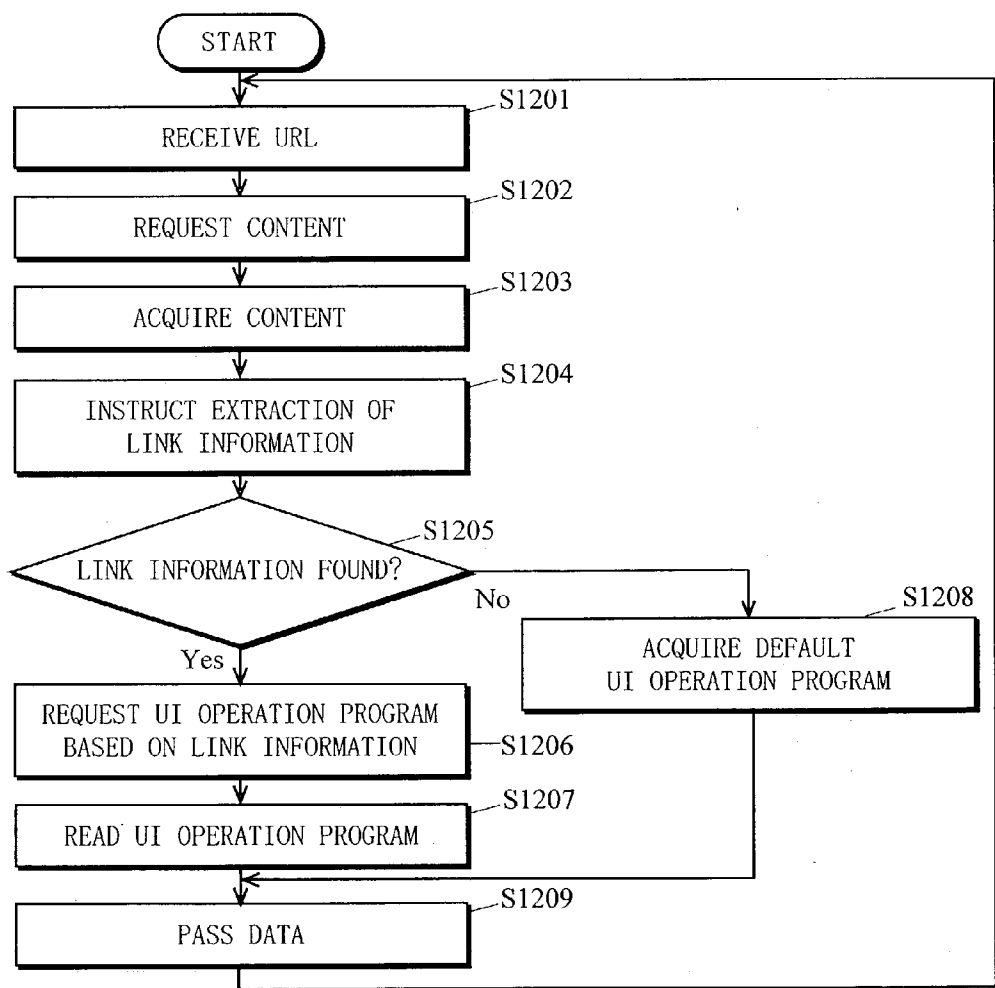 START
S1201
RECEIVE URL
S1202
REQUEST CONTENT
S1203
ACQUIRE CONTENT
S1204
INSTRUCT EXTRACTION OF
LINK INFORMATION
S1205
LINK INFORMATION FOUND?
No
Yes
S1208
ACQUIRE DEFAULT
UI OPERATION PROGRAM
REQUEST UI OPERATION PROGRAM
BASED ON LINK INFORMATION
S1206
S1207
READ UI OPERATION PROGRAM
S1209
PASS DATA